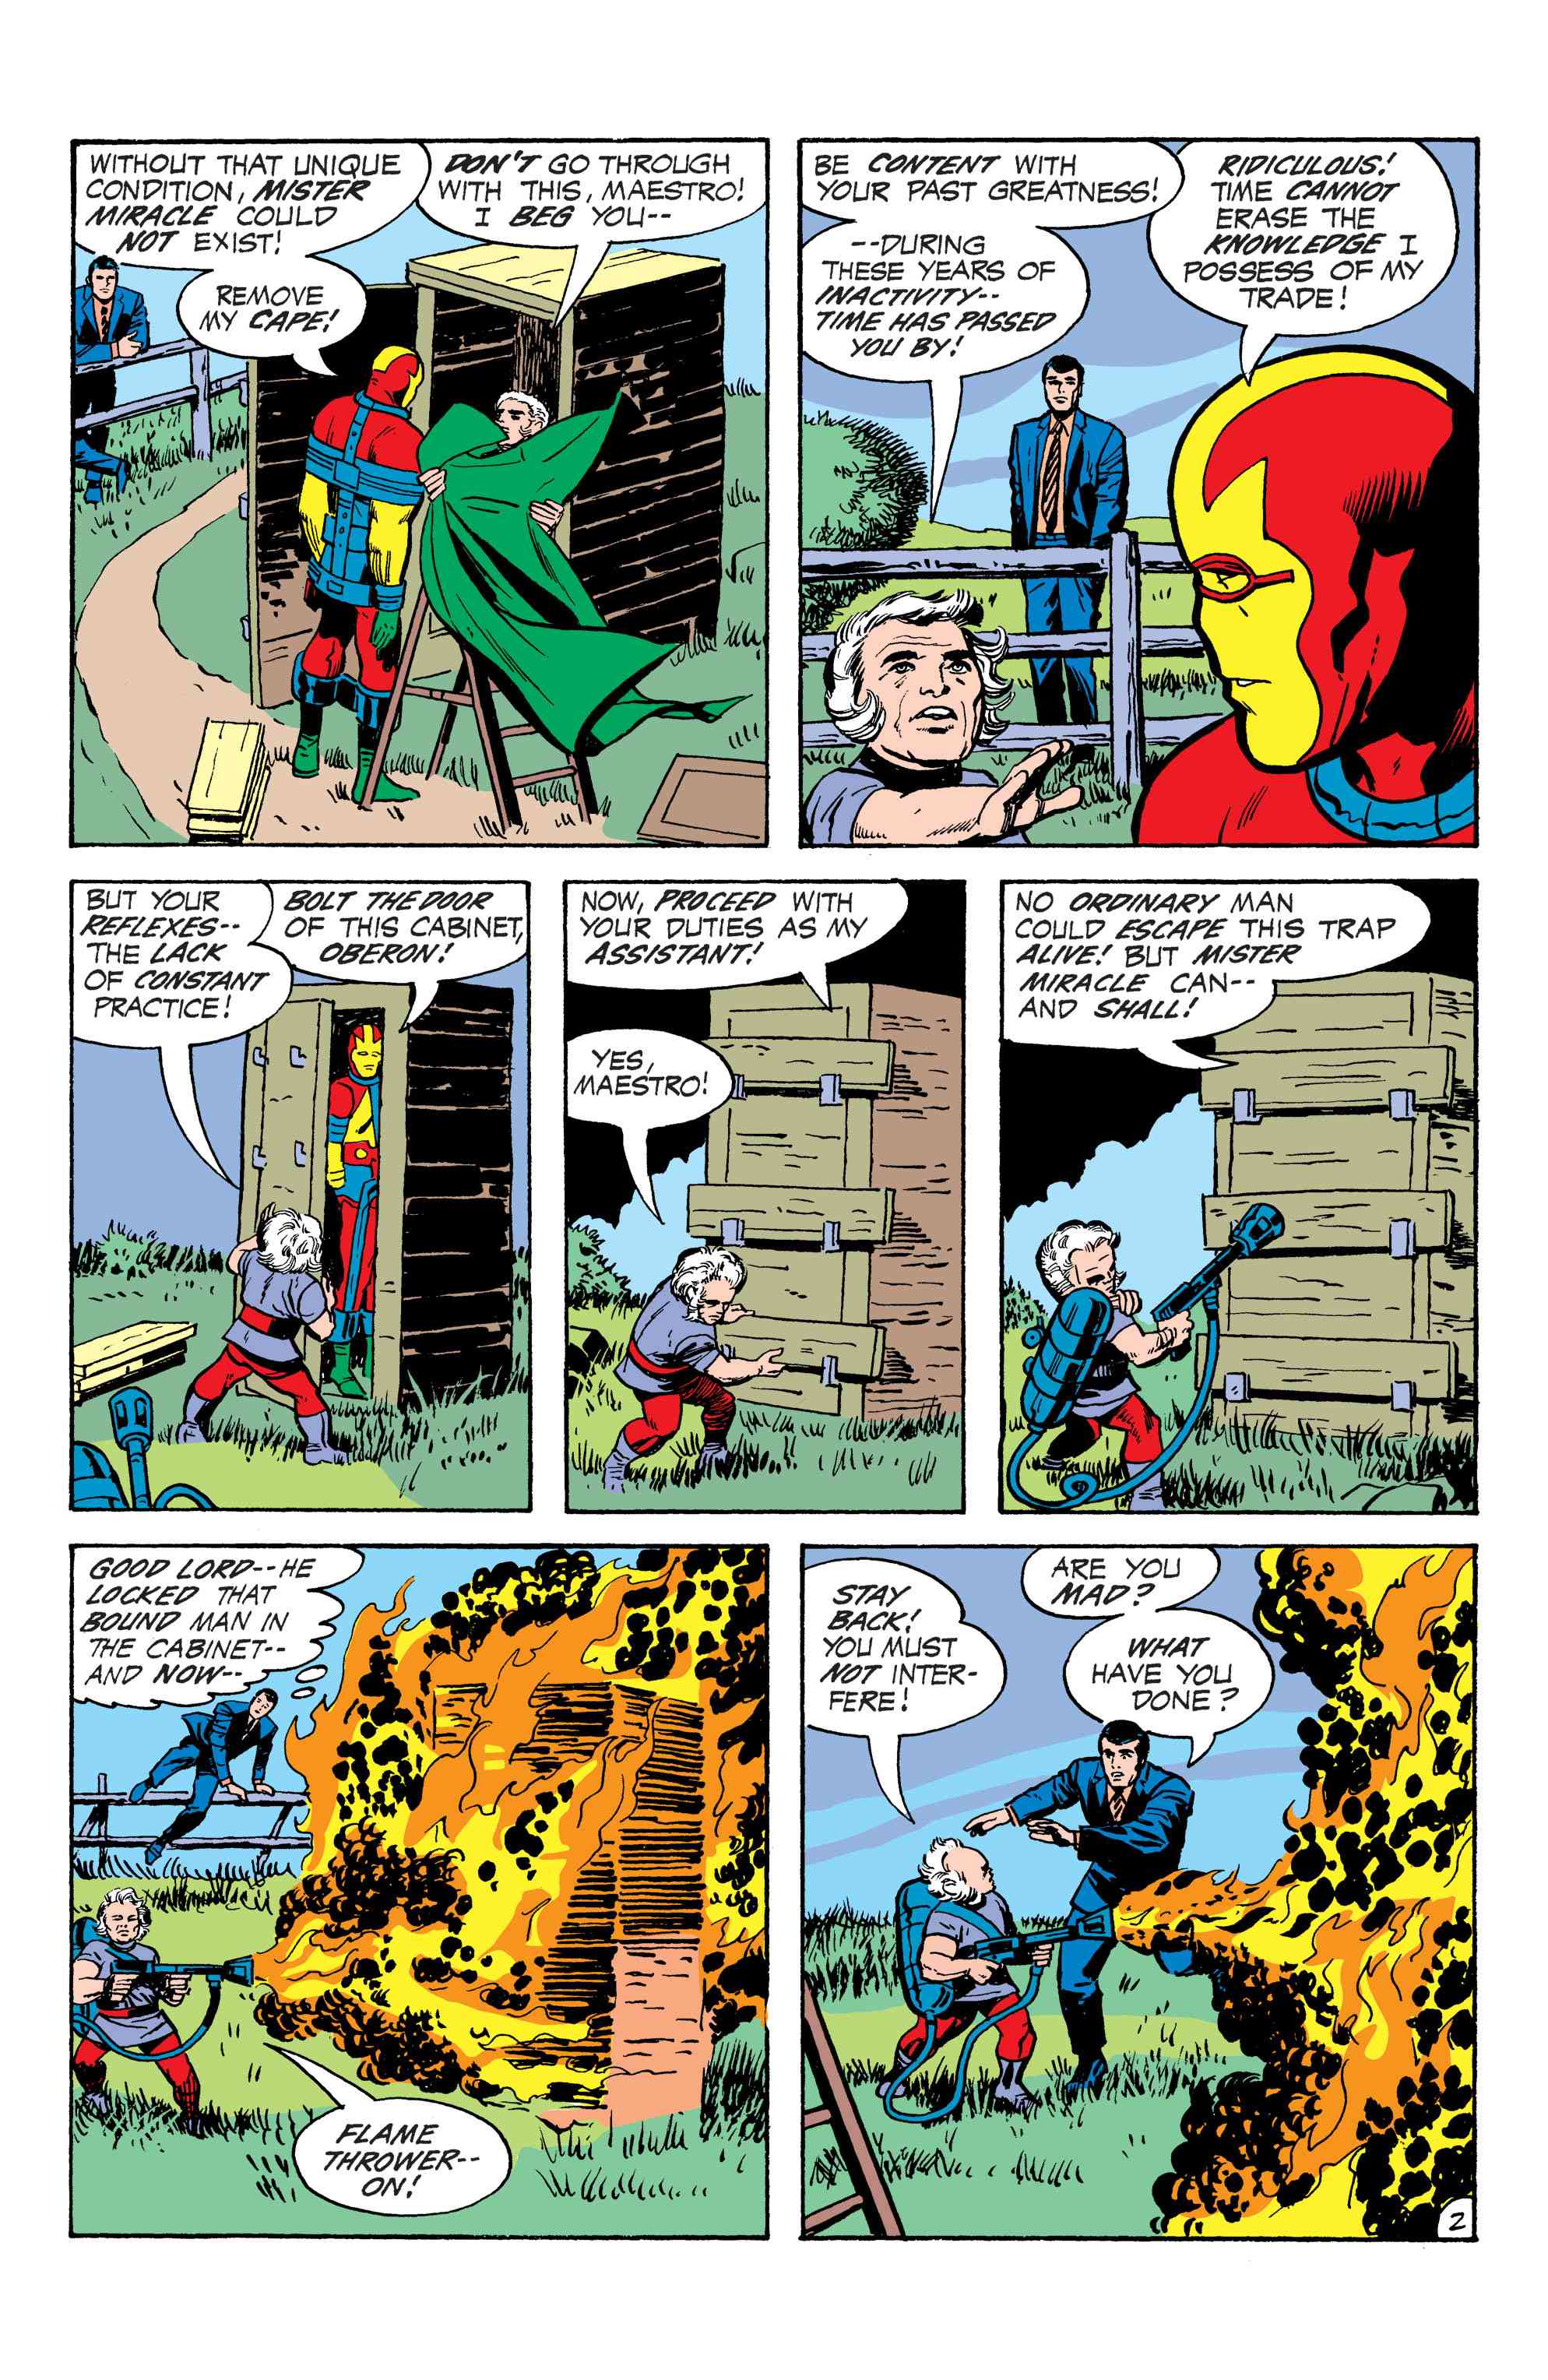 WITHOUT THAT UNIQUE
CONDITION, MISTER
MIRACLE COULD
NOT EXIST!
DON'T GO THROUGH
WITH THIS, MAESTRO!
I BEG YOU--
REMOVE
MY CAPE!
BE CONTENT WITH
YOUR PAST GREATNESS!
--DURING
THESE YEARS OF
INACTIVITY--
TIME HAS PASSED
YOU BY!
RIDICULOUS!
TIME CANNOT
ERASE THE
KNOWLEDGE I
POSSESS OF MY
TRADE!
BUT YOUR
REFLEXES--
THE LACK
OF CONSTANT
PRACTICE!
BOLT THE DOOR
OF THIS CABINET,
OBERON!
NOW, PROCEED WITH
YOUR DUTIES AS MY
ASSISTANT!
YES,
MAESTRO!
NO ORDINARY MAN
COULD ESCAPE THIS TRAP
ALIVE! BUT MISTER
MIRACLE CAN--
AND SHALL!
GOOD LORD--HE
LOCKED THAT
BOUND MAN IN
THE CABINET--
AND NOW--
FLAME
THROWER--
ON!
STAY
BACK!
YOU MUST
NOT INTER-
FERE!
ARE YOU
MAD?
WHAT
HAVE YOU
DONE?
2